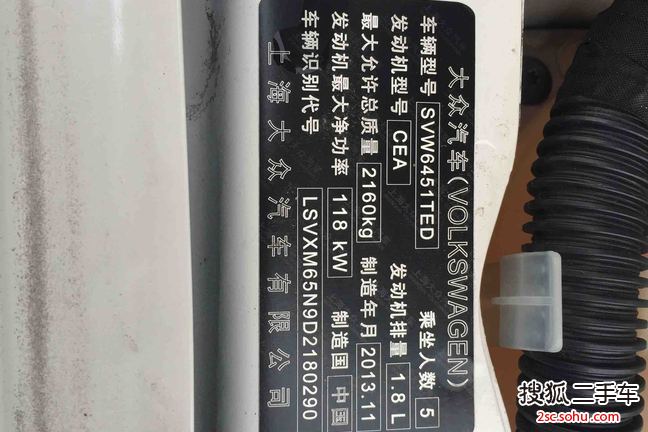 大众汽车(VOLKSWAGEN)
车辆型号 SVW6451TED 乘坐人数 5
发动机型号 CEA 发动机排量 1.8 L
最大允许总质量 2160kg 制造年月 2013.11
发动机最大净功率 118 kW 制造国 中国
车辆识别代号 LSVXM65N9D2180290
上海大众汽车有限公司
搜狐二手车
2sc.sohu.com